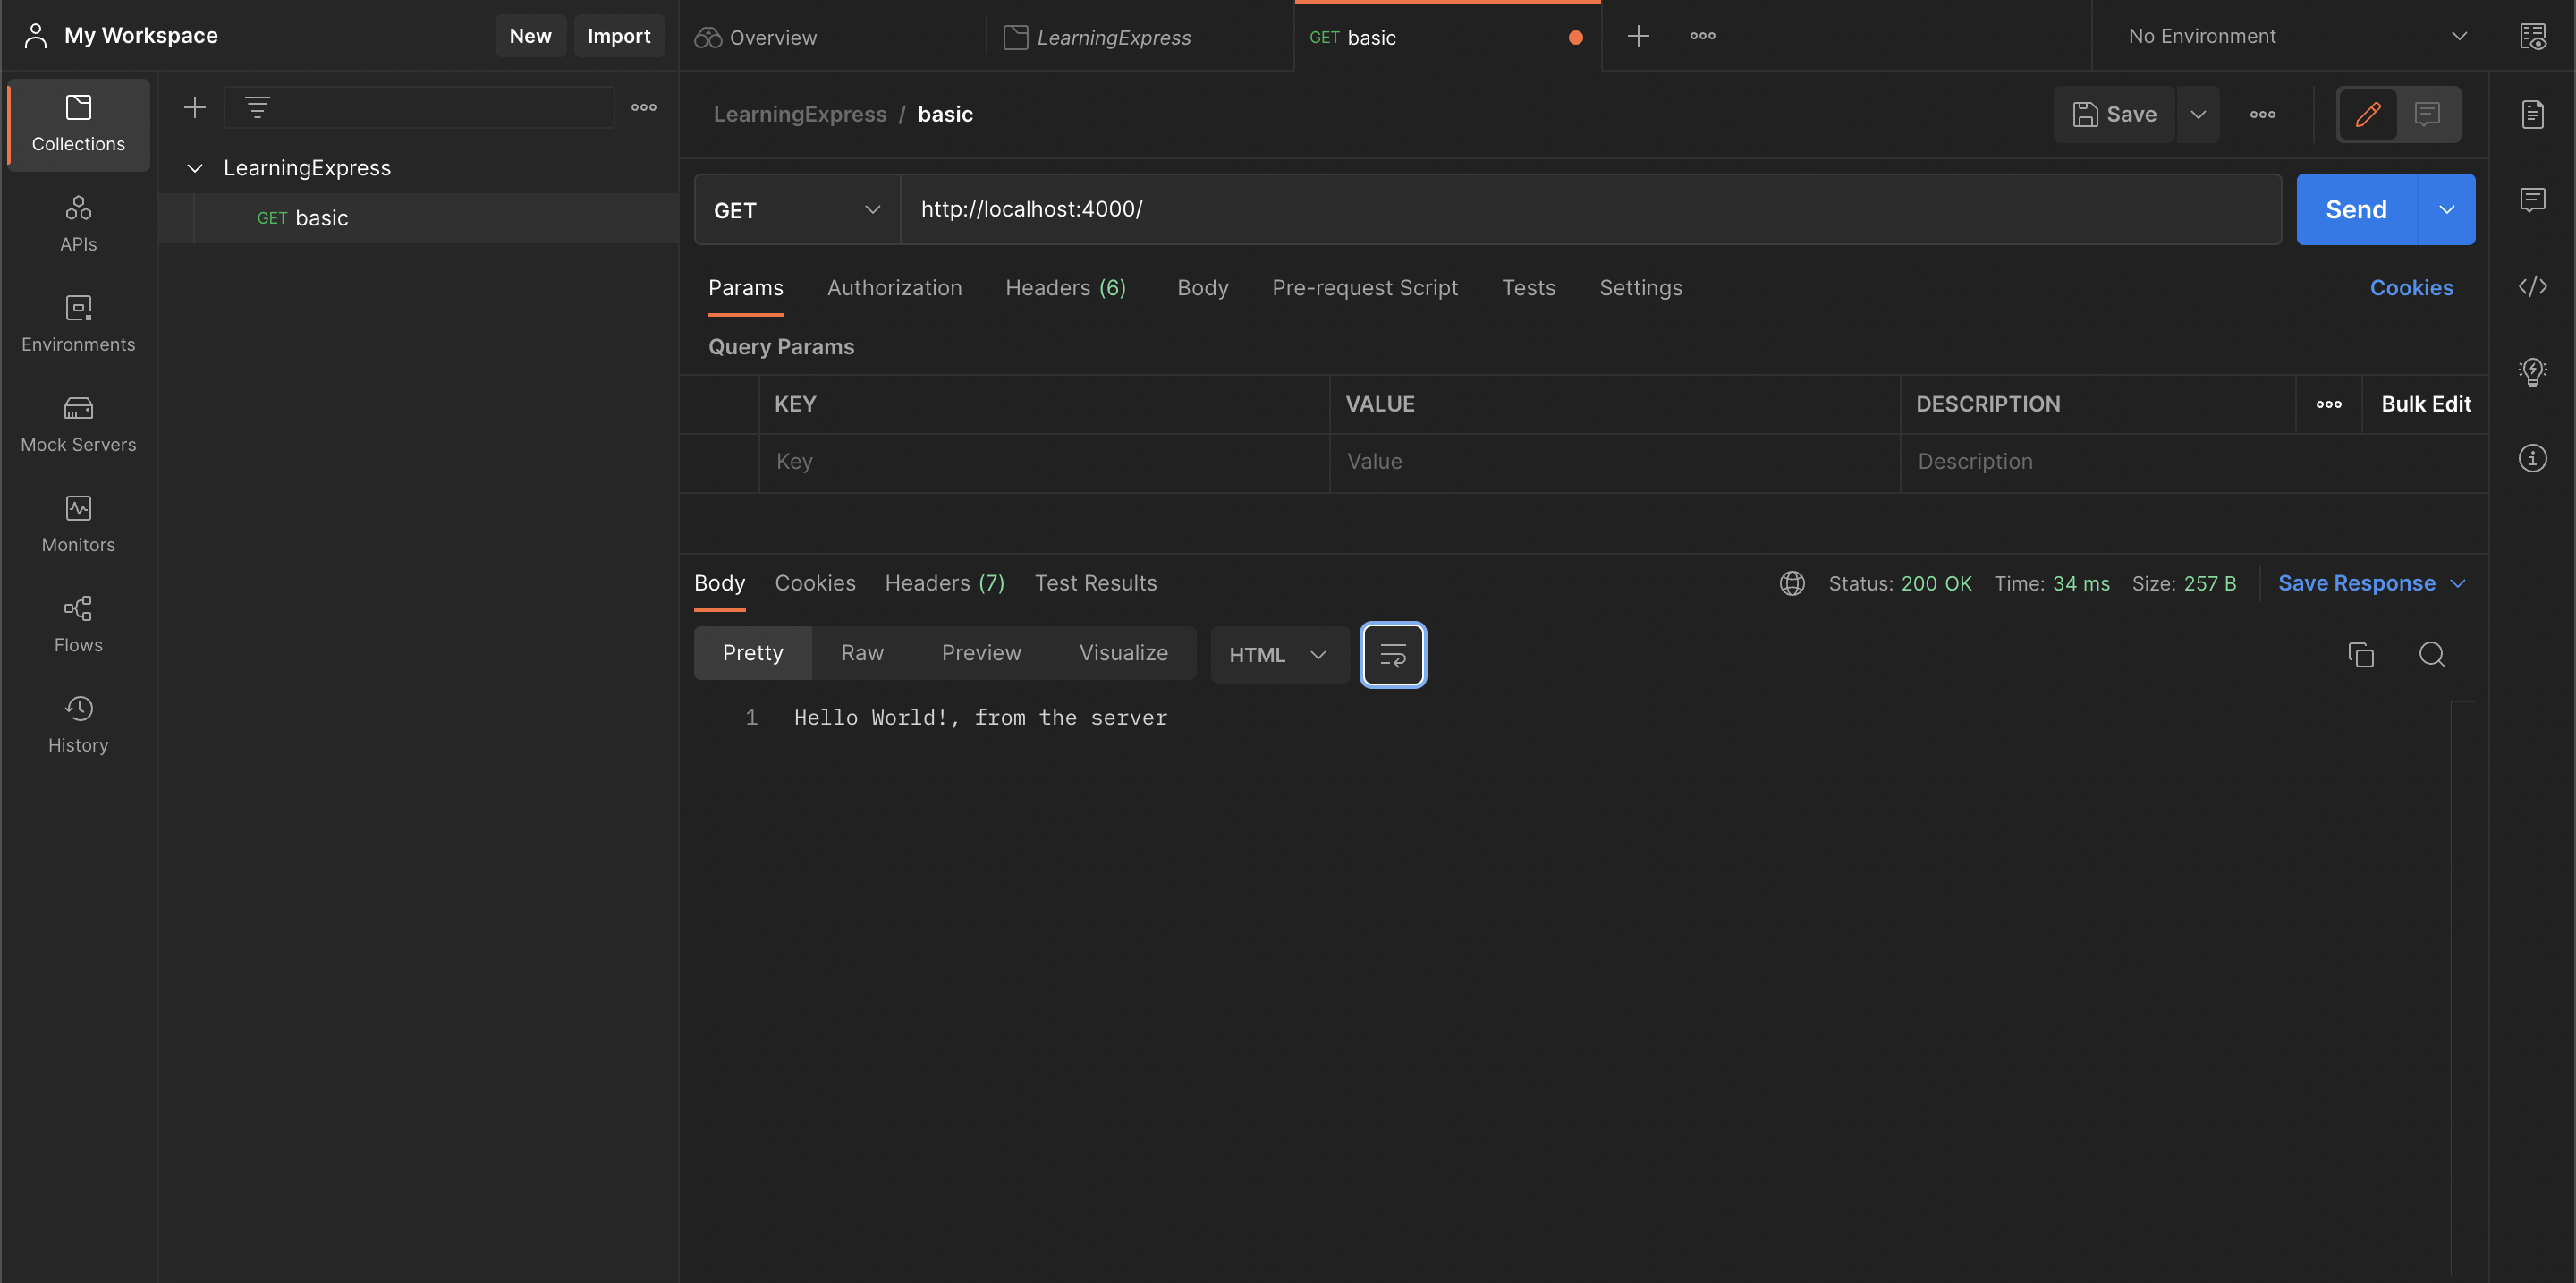 My Workspace
New
Import
Overview
LearningExpress
GET basic
No Environment
Collections
APIs
Environments
Mock Servers
Monitors
Flows
History
LearningExpress
GET basic
LearningExpress / basic
Save
GET
http://localhost:4000/
Send
Params
Authorization
Headers (6)
Body
Pre-request Script
Tests
Settings
Cookies
Query Params
KEY
VALUE
DESCRIPTION
Bulk Edit
Key
Value
Description
Body
Cookies
Headers (7)
Test Results
Status: 200 OK
Time: 34 ms
Size: 257 B
Save Response
Pretty
Raw
Preview
Visualize
HTML
1 Hello World!, from the server